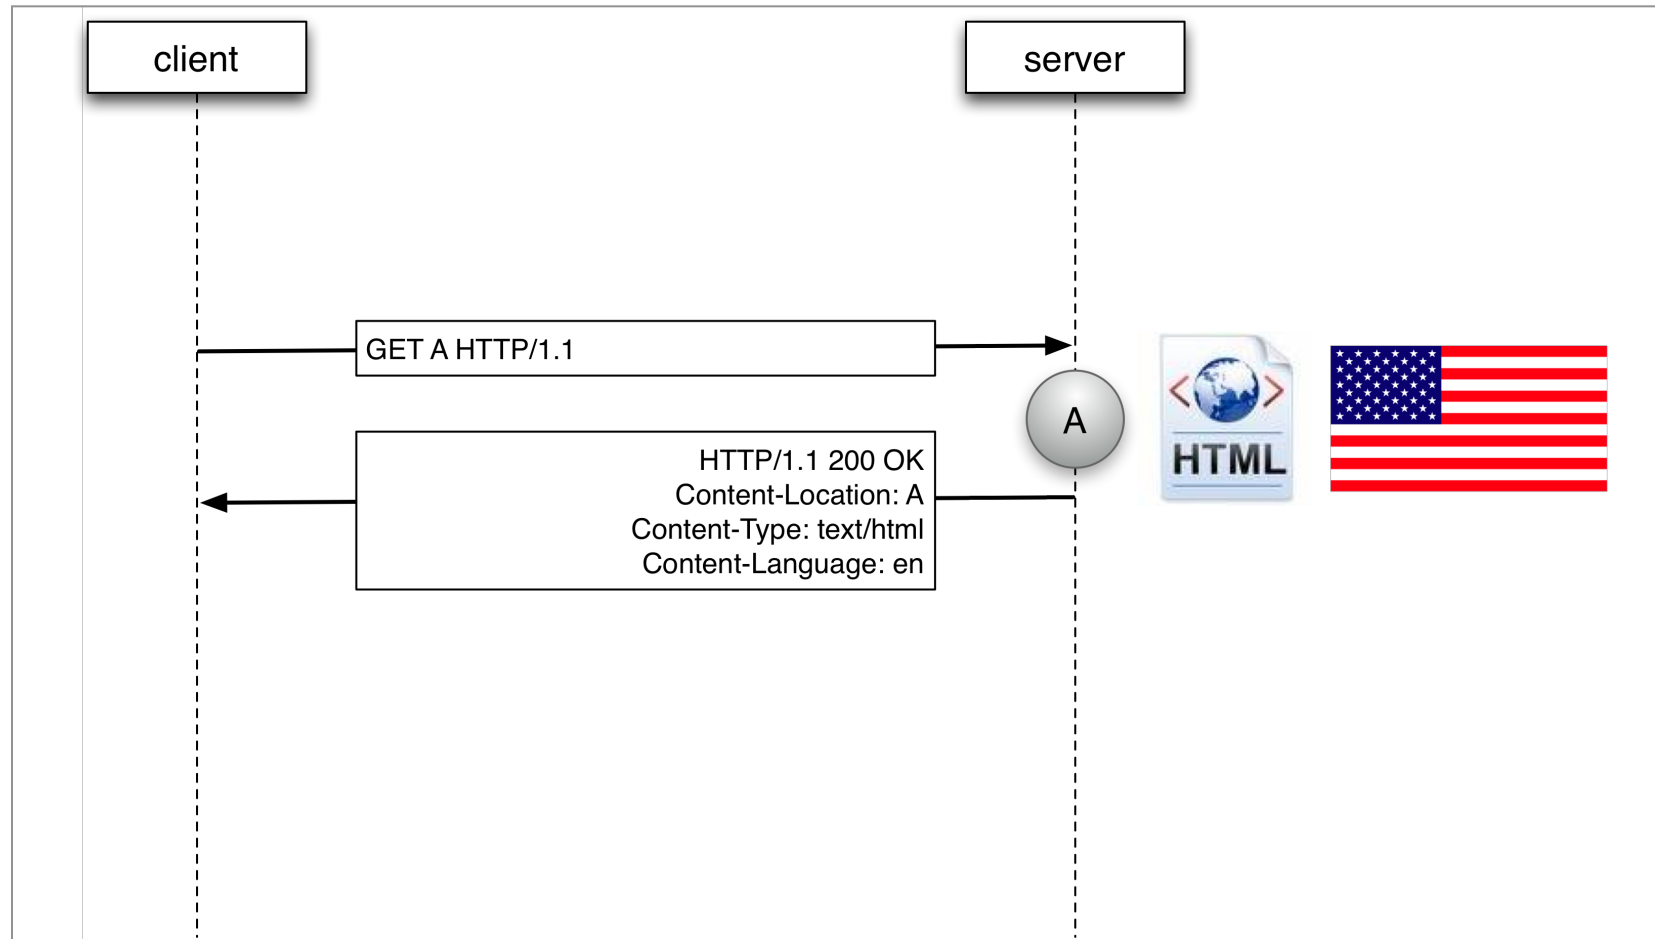 client
server
GET A HTTP/1.1
A
HTTP/1.1 200 OK
Content-Location: A
Content-Type: text/html
Content-Language: en
< >
HTML